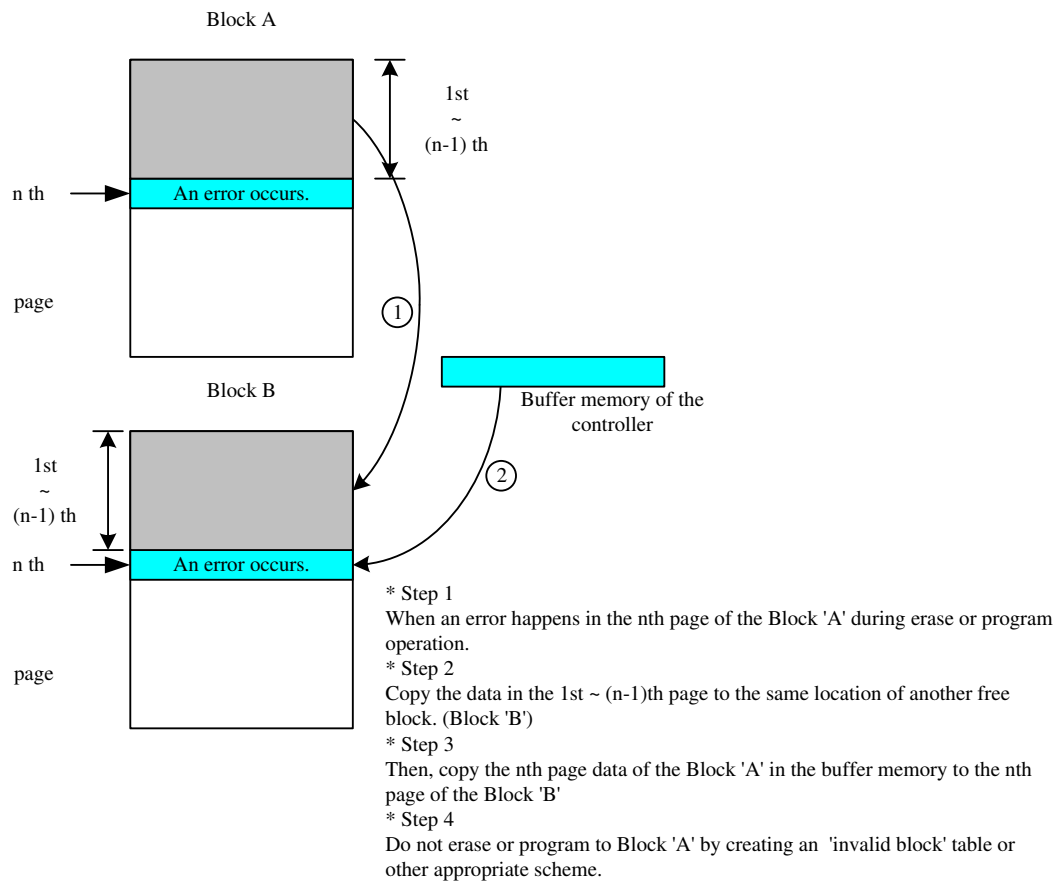 Block A
1st
~
(n-1) th
n th
An error occurs.
page
1
Block B
Buffer memory of the
controller
1st
~
(n-1) th
2
n th
An error occurs.
page
* Step 1
When an error happens in the nth page of the Block 'A' during erase or program
operation.
* Step 2
Copy the data in the 1st ~ (n-1)th page to the same location of another free
block. (Block 'B')
* Step 3
Then, copy the nth page data of the Block 'A' in the buffer memory to the nth
page of the Block 'B'
* Step 4
Do not erase or program to Block 'A' by creating an 'invalid block' table or
other appropriate scheme.